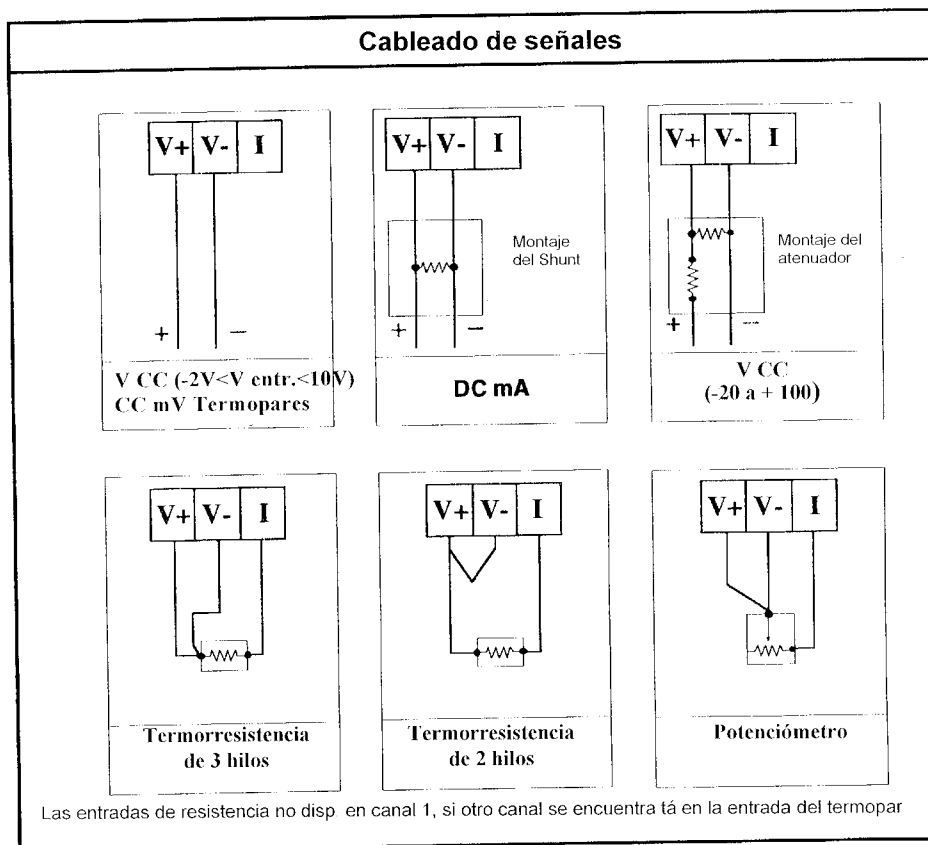 Cableado de señales
V+ V- I
V+ V- I
V+ V- I
Montaje
del Shunt
Montaje del
atenuador
+ –
+ –
+ --
V CC (-2V<V entr.<10V)
CC mV Termopares
DC mA
V CC
(-20 a + 100)
V+ V- I
V+ V- I
V+ V- I
Termorresistencia
de 3 hilos
Termorresistencia
de 2 hilos
Potenciómetro
Las entradas de resistencia no disp. en canal 1, si otro canal se encuentra tá en la entrada del termopar